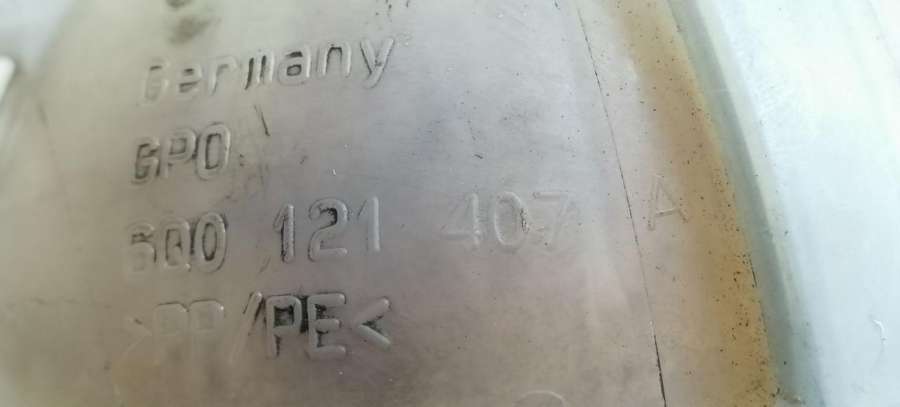 Germany
GPO
6Q0 121 407 A
>PP/PE<